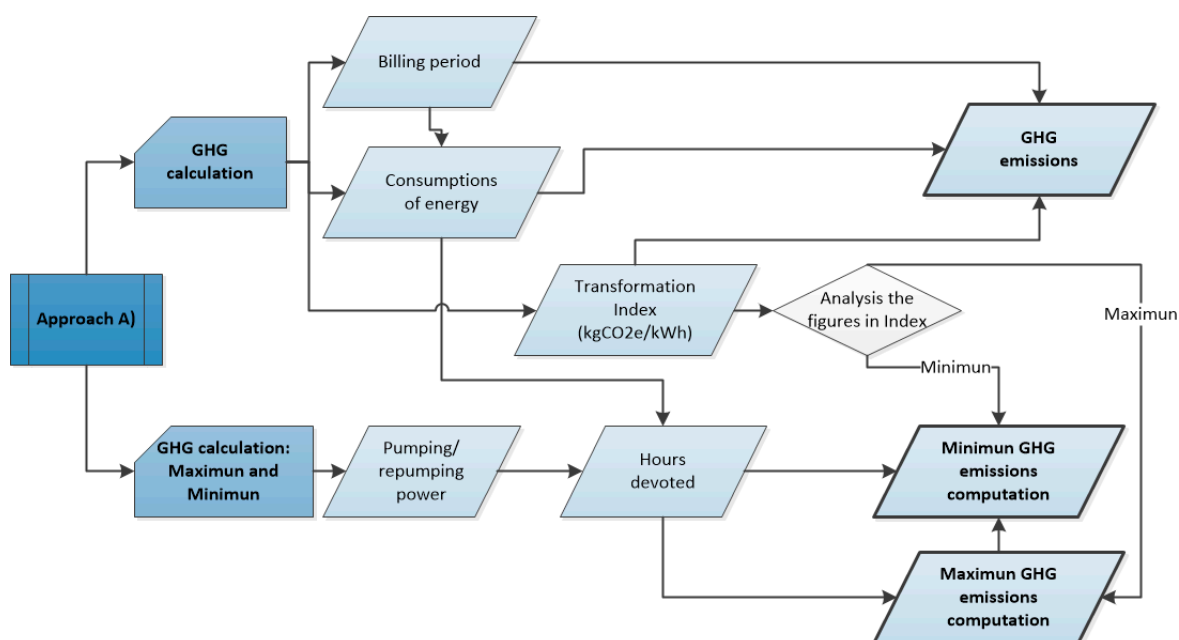 Billing period
GHG
calculation
GHG
emissions
Consumptions
of energy
Approach A)
Transformation
Index
(kgCO2e/kWh)
Analysis the
figures in Index
Maximun
Minimun
GHG calculation:
Maximun and
Minimun
Pumping/
repumping
power
Hours
devoted
Minimun GHG
emissions
computation
Maximun GHG
emissions
computation